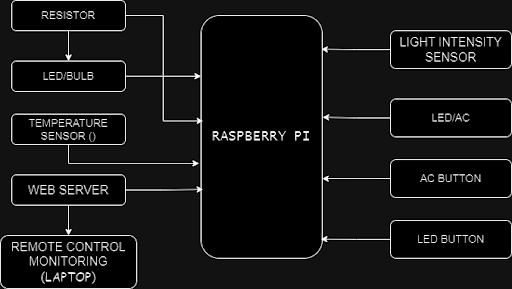 RESISTOR
LED/BULB
TEMPERATURE
SENSOR ()
WEB SERVER
REMOTE CONTROL
MONITORING
(LAPTOP)
RASPBERRY PI
LIGHT INTENSITY
SENSOR
LED/AC
AC BUTTON
LED BUTTON